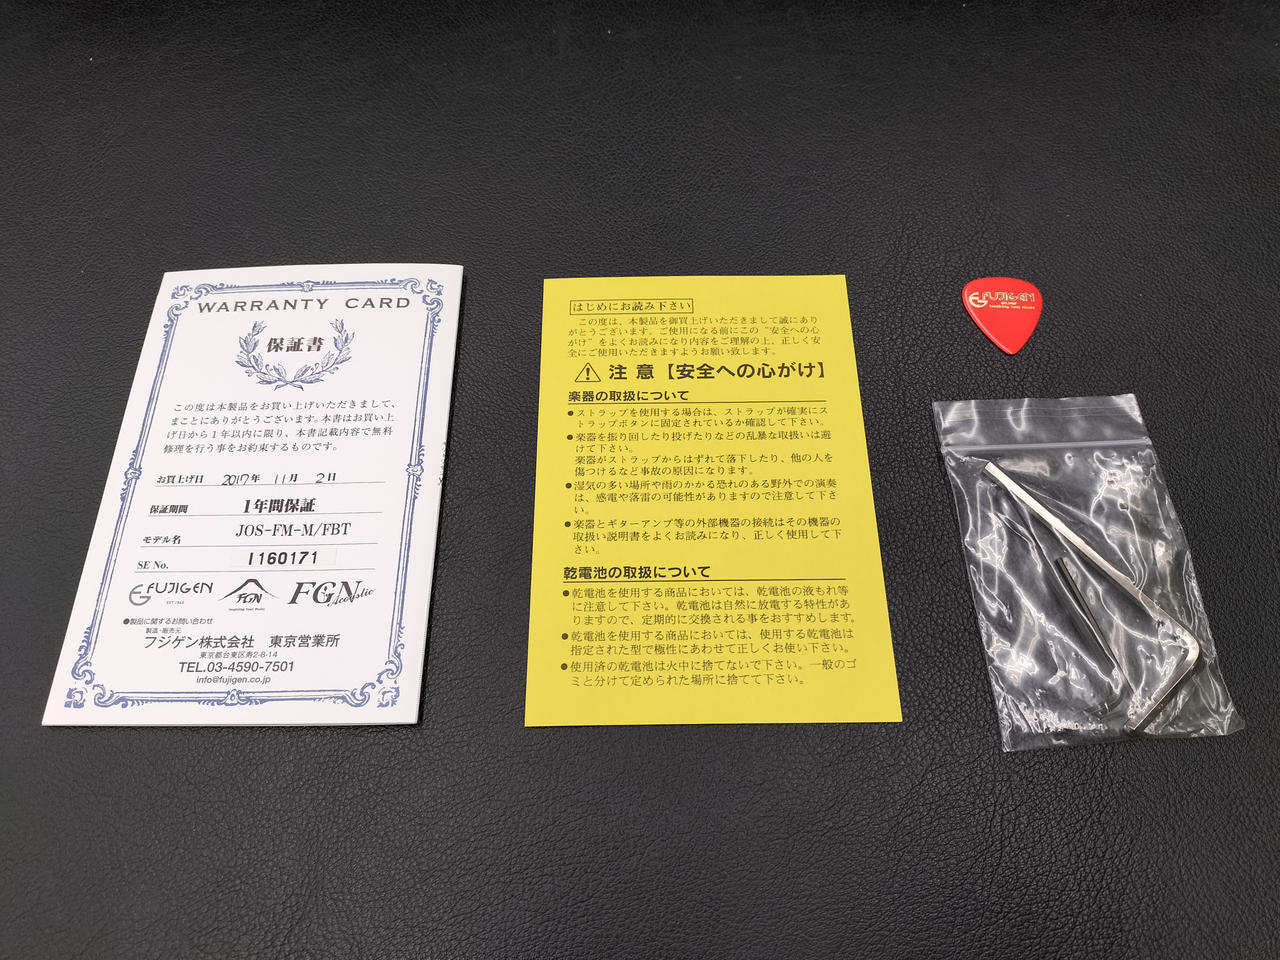 WARRANTY CARD
保証書
この度は本製品をお買い上げいただきまして、
まことにありがとうございます。本書はお買い上
げ日から1年以内に限り、本書記載内容で無料
修理を行う事をお約束するものです。
お買上げ日 2017年 11月 2日
保証期間 1年間保証
モデル名 JOS-FM-M/FBT
SE No. I160171
FUJIGEN
EST.1960
FGN
Inspiring Your Music
FGN Acoustic
●製品に関するお問い合わせ
製造・販売元
フジゲン株式会社 東京営業所
東京都台東区寿2-8-14
TEL.03-4590-7501
info@fujigen.co.jp
はじめにお読み下さい
この度は、本製品を御買上げいただきまして誠にあり
がとうございます。ご使用になる前にこの"安全への心
がけ"をよくお読みになり内容をご理解の上、正しく安
全にご使用いただきますようお願い致します。
注 意【安全への心がけ】
楽器の取扱について
●ストラップを使用する場合は、ストラップが確実にス
トラップボタンに固定されているか確認して下さい。
●楽器を振り回したり投げたりなどの乱暴な取扱いは避
けて下さい。
楽器がストラップからはずれて落下したり、他の人を
傷つけるなど事故の原因になります。
●湿気の多い場所や雨のかかる恐れのある野外での演奏
は、感電や落雷の可能性がありますので注意して下さ
い。
●楽器とギターアンプ等の外部機器の接続はその機器の
取扱い説明書をよくお読みになり、正しく使用して下
さい。
乾電池の取扱について
●乾電池を使用する商品においては、乾電池の液もれ等
に注意して下さい。乾電池は自然に放電する特性があ
りますので、定期的に交換される事をおすすめします。
●乾電池を使用する商品においては、使用する乾電池は
指定された型で極性にあわせて正しくお使い下さい。
●使用済の乾電池は火中に捨てないで下さい。一般のゴ
ミと分けて定められた場所に捨てて下さい。
FUJIGEN
Inspiring Your Music